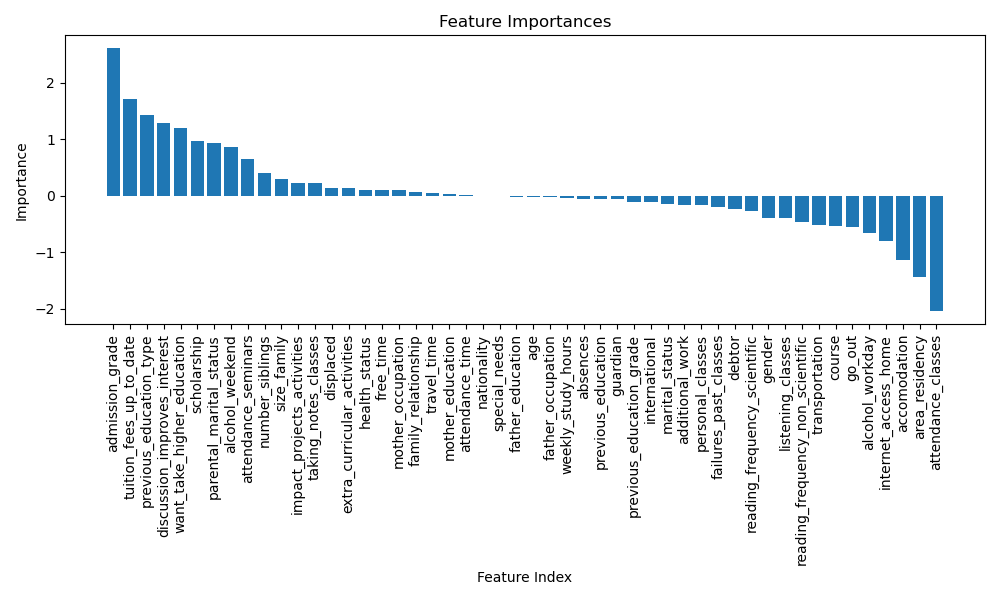 Feature Importances
Importance
2
1
0
−1
−2
admission_grade
tuition_fees_up_to_date
previous_education_type
discussion_improves_interest
want_take_higher_education
scholarship
parental_marital_status
alcohol_weekend
attendance_seminars
number_siblings
size_family
impact_projects_activities
taking_notes_classes
displaced
extra_curricular_activities
health_status
free_time
mother_occupation
family_relationship
travel_time
mother_education
attendance_time
nationality
special_needs
father_education
age
father_occupation
weekly_study_hours
absences
previous_education
guardian
previous_education_grade
international
marital_status
additional_work
personal_classes
failures_past_classes
debtor
reading_frequency_scientific
gender
listening_classes
reading_frequency_non_scientific
transportation
course
go_out
alcohol_workday
internet_access_home
accomodation
area_residency
attendance_classes
Feature Index